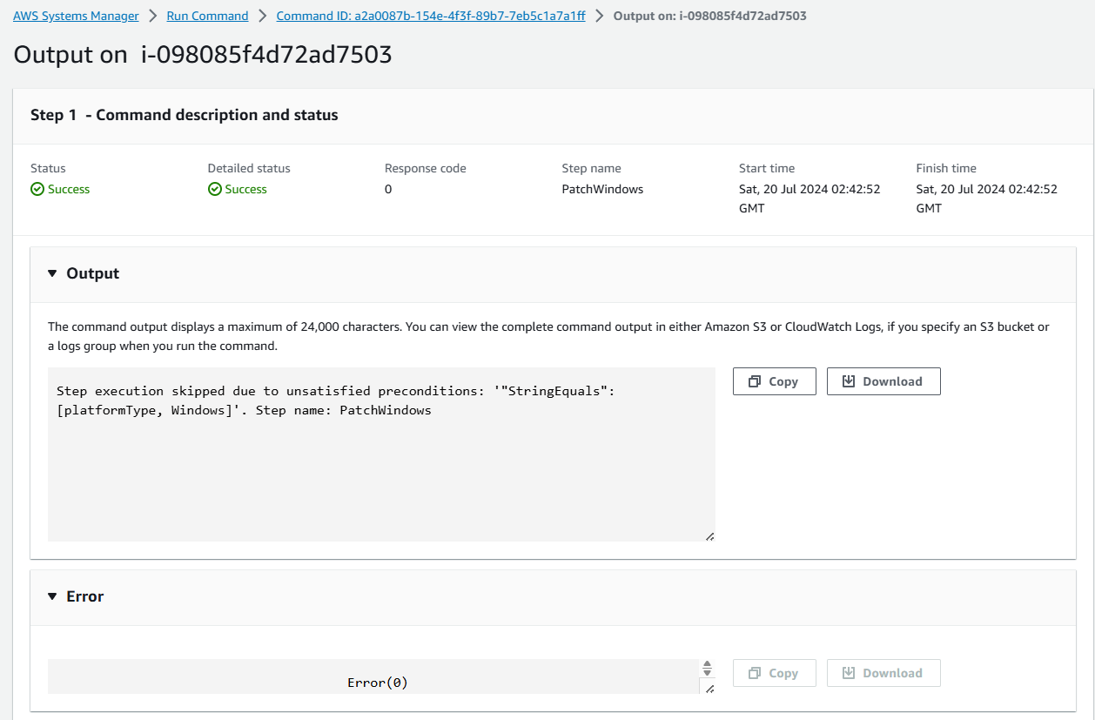 AWS Systems Manager > Run Command > Command ID: a2a0087b-154e-4f3f-89b7-7eb5c1a7a1ff > Output on: i-098085f4d72ad7503
Output on i-098085f4d72ad7503
Step 1 - Command description and status
Status Detailed status Response code Step name Start time Finish time
Success Success 0 PatchWindows Sat, 20 Jul 2024 02:42:52 Sat, 20 Jul 2024 02:42:52
GMT GMT
Output
The command output displays a maximum of 24,000 characters. You can view the complete command output in either Amazon S3 or CloudWatch Logs, if you specify an S3 bucket or
a logs group when you run the command.
Copy Download
Step execution skipped due to unsatisfied preconditions: '"StringEquals":
[platformType, Windows]'. Step name: PatchWindows
Error
Error(0)
Copy Download